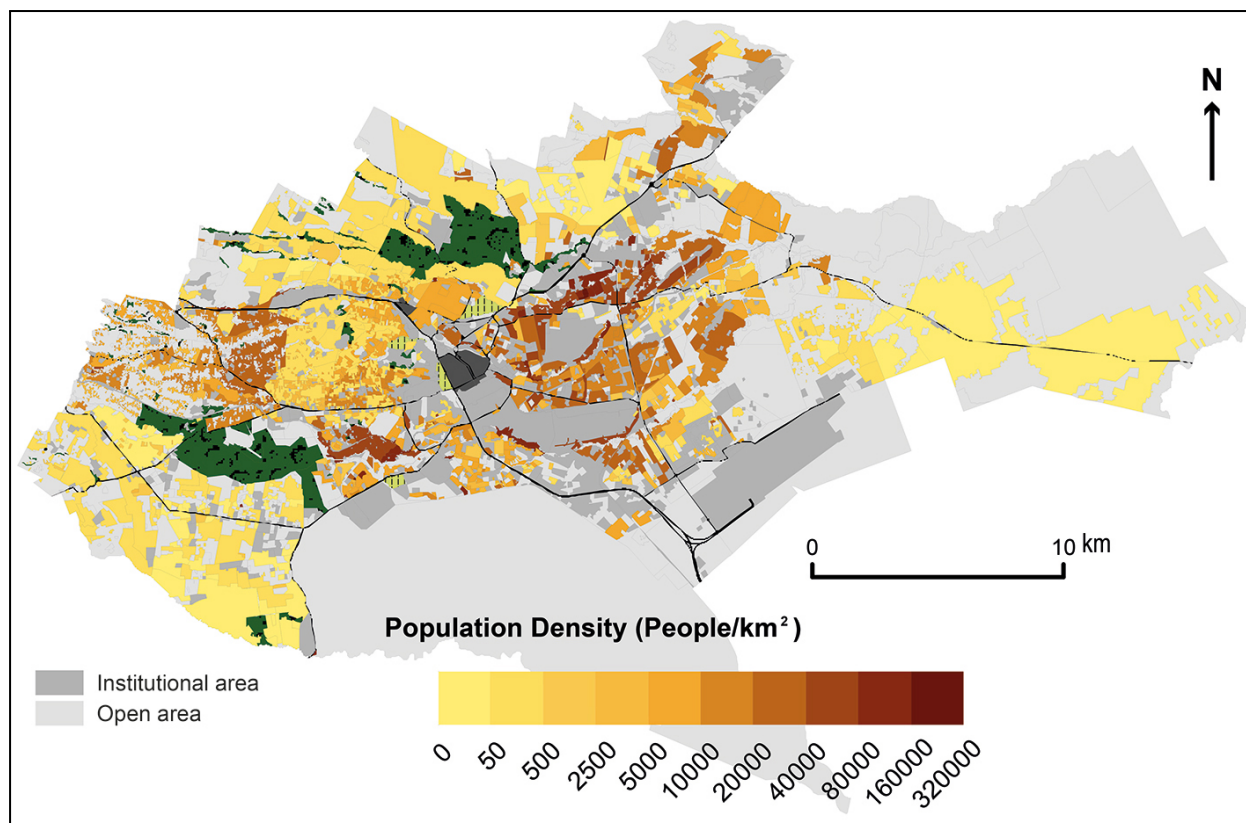 N
0
10 km
Population Density (People/km²)
Institutional area
Open area
0
50
500
2500
5000
10000
20000
40000
80000
160000
320000